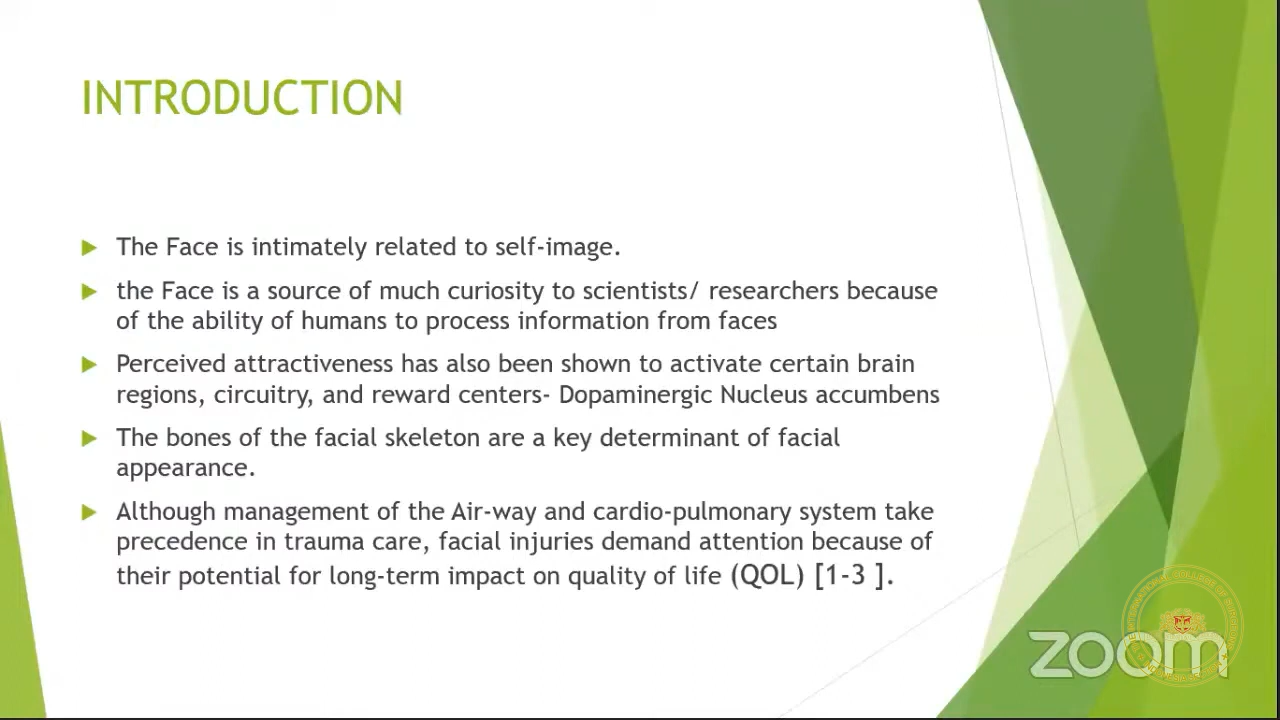 INTRODUCTION
The Face is intimately related to self-image.
the Face is a source of much curiosity to scientists/ researchers because
of the ability of humans to process information from faces
Perceived attractiveness has also been shown to activate certain brain
regions, circuitry, and reward centers- Dopaminergic Nucleus accumbens
The bones of the facial skeleton are a key determinant of facial
appearance.
Although management of the Air-way and cardio-pulmonary system take
precedence in trauma care, facial injuries demand attention because of
their potential for long-term impact on quality of life (QOL) [1-3 ].
zoom